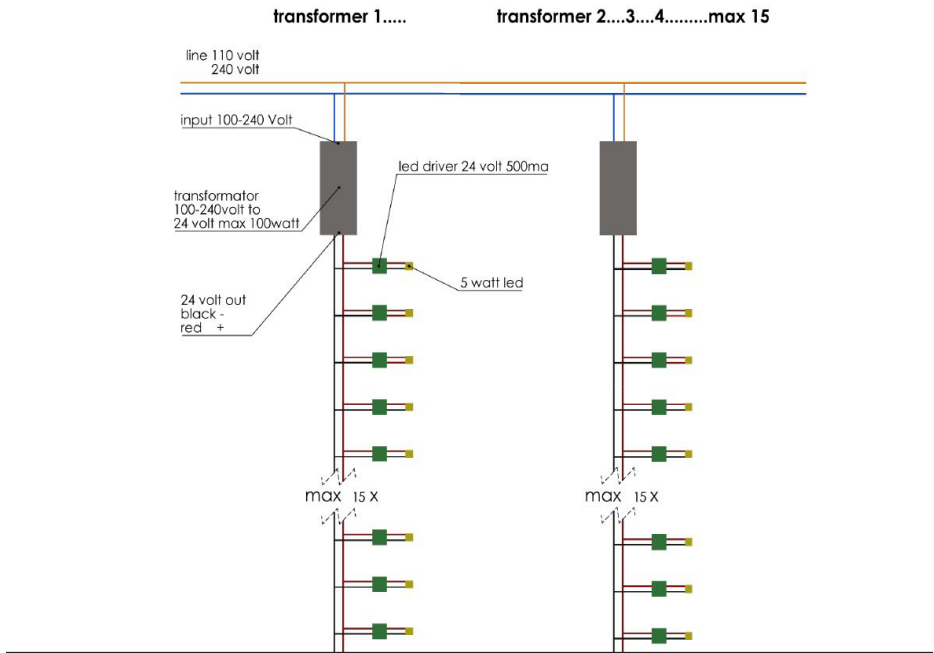 transformer 1.....
transformer 2....3....4.........max 15
line 110 volt
240 volt
input 100-240 Volt
led driver 24 volt 500ma
transformator
100-240volt to
24 volt max 100watt
5 watt led
24 volt out
black -
red +
max 15 x
max 15 x